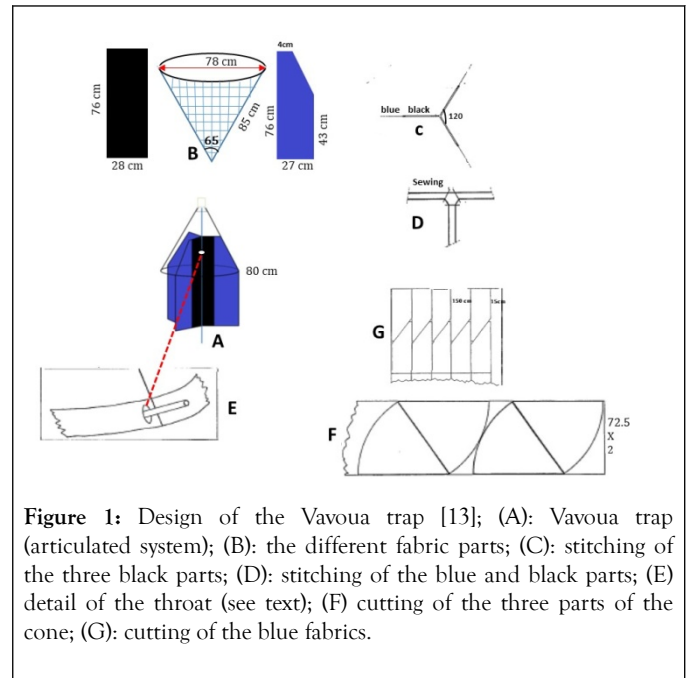 78 cm
4cm
76 cm
85 cm
76 cm
43 cm
65
B
28 cm
27 cm
blue black
120
C
Sewing
D
80 cm
A
150 cm
15cm
G
E
F
72.5
X
2
Figure 1: Design of the Vavoua trap [13]; (A): Vavoua trap
(articulated system); (B): the different fabric parts; (C): stitching of
the three black parts; (D): stitching of the blue and black parts; (E)
detail of the throat (see text); (F) cutting of the three parts of the
cone; (G): cutting of the blue fabrics.